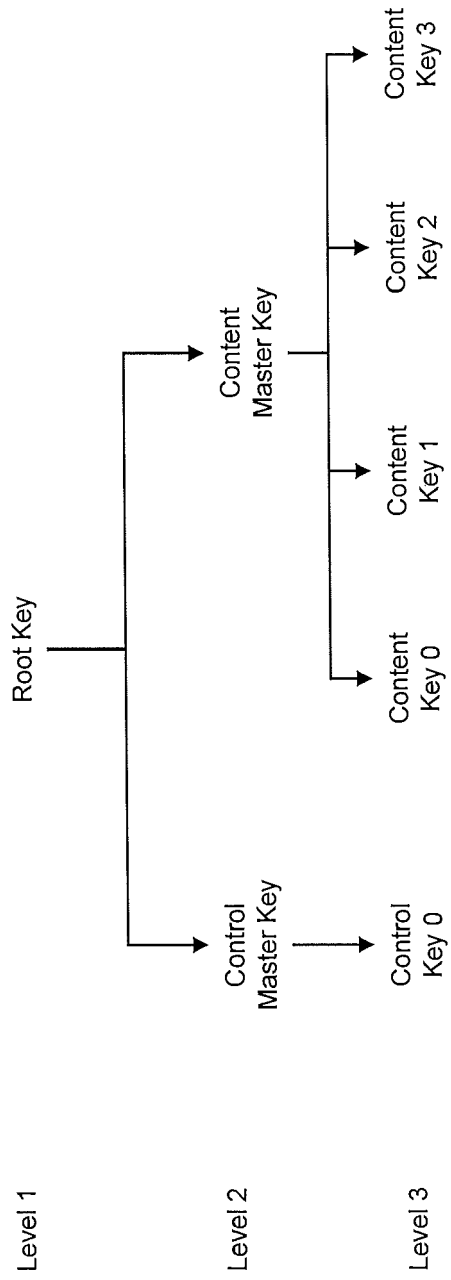 Level 1
Root Key
Level 2
Control
Master Key
Content
Master Key
Level 3
Control
Key 0
Content
Key 0
Content
Key 1
Content
Key 2
Content
Key 3